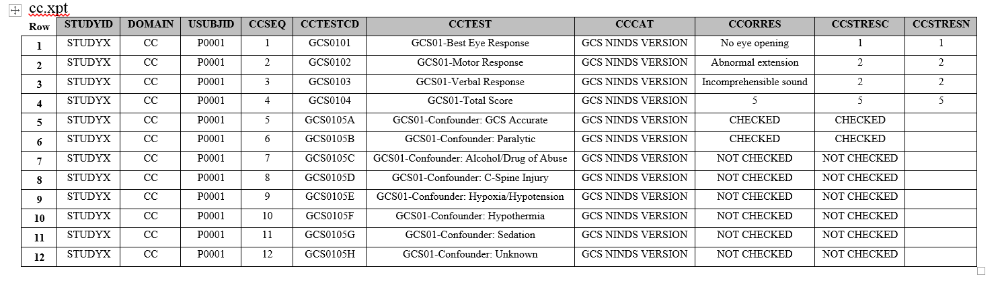 cc.xpt
Row STUDYID DOMAIN USUBJID CCSEQ CCTESTCD CCTEST CCCAT CCORRES CCSTRESC CCSTRESN
1 STUDYX CC P0001 1 GCS0101 GCS01-Best Eye Response GCS NINDS VERSION No eye opening 1 1
2 STUDYX CC P0001 2 GCS0102 GCS01-Motor Response GCS NINDS VERSION Abnormal extension 2 2
3 STUDYX CC P0001 3 GCS0103 GCS01-Verbal Response GCS NINDS VERSION Incomprehensible sound 2 2
4 STUDYX CC P0001 4 GCS0104 GCS01-Total Score GCS NINDS VERSION 5 5 5
5 STUDYX CC P0001 5 GCS0105A GCS01-Confounder: GCS Accurate GCS NINDS VERSION CHECKED CHECKED
6 STUDYX CC P0001 6 GCS0105B GCS01-Confounder: Paralytic GCS NINDS VERSION CHECKED CHECKED
7 STUDYX CC P0001 7 GCS0105C GCS01-Confounder: Alcohol/Drug of Abuse GCS NINDS VERSION NOT CHECKED NOT CHECKED
8 STUDYX CC P0001 8 GCS0105D GCS01-Confounder: C-Spine Injury GCS NINDS VERSION NOT CHECKED NOT CHECKED
9 STUDYX CC P0001 9 GCS0105E GCS01-Confounder: Hypoxia/Hypotension GCS NINDS VERSION NOT CHECKED NOT CHECKED
10 STUDYX CC P0001 10 GCS0105F GCS01-Confounder: Hypothermia GCS NINDS VERSION NOT CHECKED NOT CHECKED
11 STUDYX CC P0001 11 GCS0105G GCS01-Confounder: Sedation GCS NINDS VERSION NOT CHECKED NOT CHECKED
12 STUDYX CC P0001 12 GCS0105H GCS01-Confounder: Unknown GCS NINDS VERSION NOT CHECKED NOT CHECKED